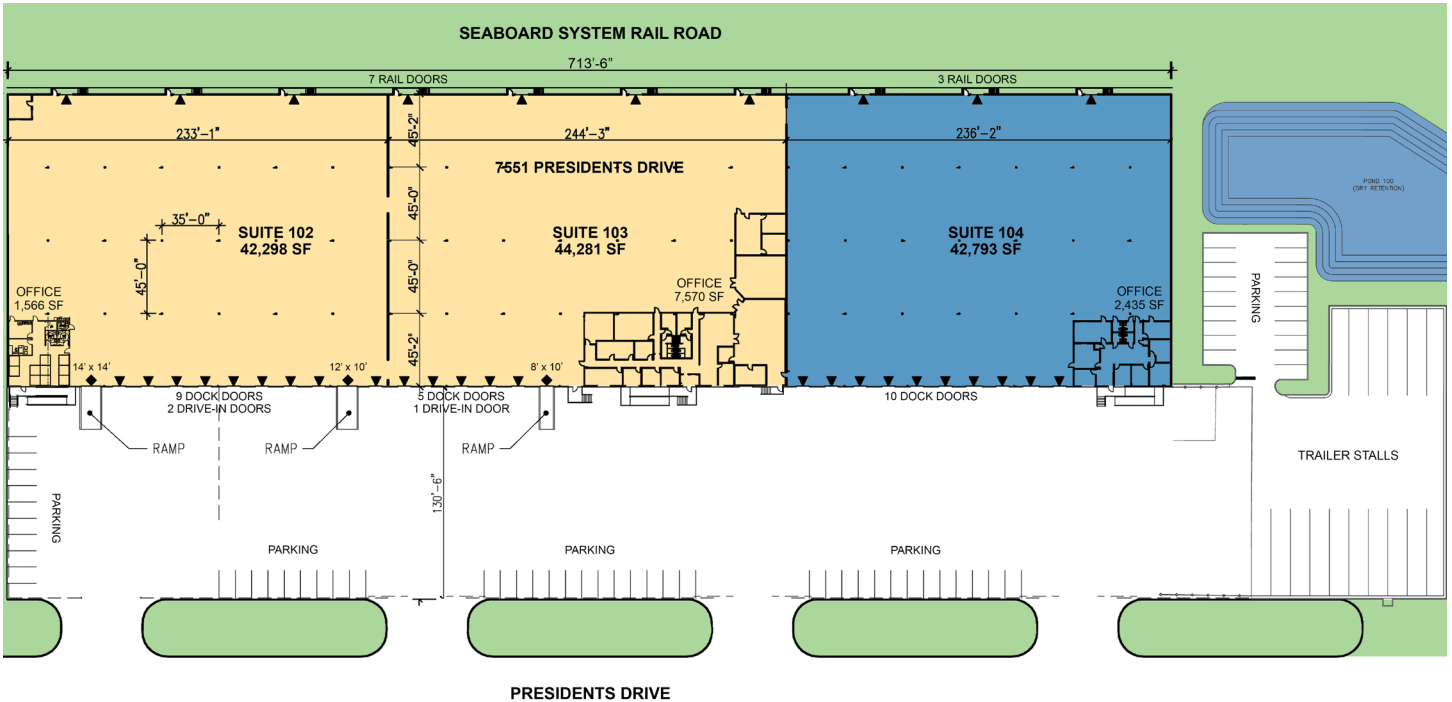 SEABOARD SYSTEM RAIL ROAD
713'-6"
7 RAIL DOORS
3 RAIL DOORS
233'-1"
45'-2"
244'-3"
236'-2"
7551 PRESIDENTS DRIVE
POND 100
(DRY RETENTION)
45'-0"
35'-0"
SUITE 102
42,298 SF
SUITE 103
44,281 SF
SUITE 104
42,793 SF
45'-0"
45'-0"
PARKING
OFFICE
1,566 SF
OFFICE
7,570 SF
OFFICE
2,435 SF
45'-2"
14' x 14'
12' x 10'
8' x 10'
9 DOCK DOORS
2 DRIVE-IN DOORS
5 DOCK DOORS
1 DRIVE-IN DOOR
10 DOCK DOORS
RAMP
RAMP
RAMP
TRAILER STALLS
130'-6"
PARKING
PARKING
PARKING
PARKING
PRESIDENTS DRIVE